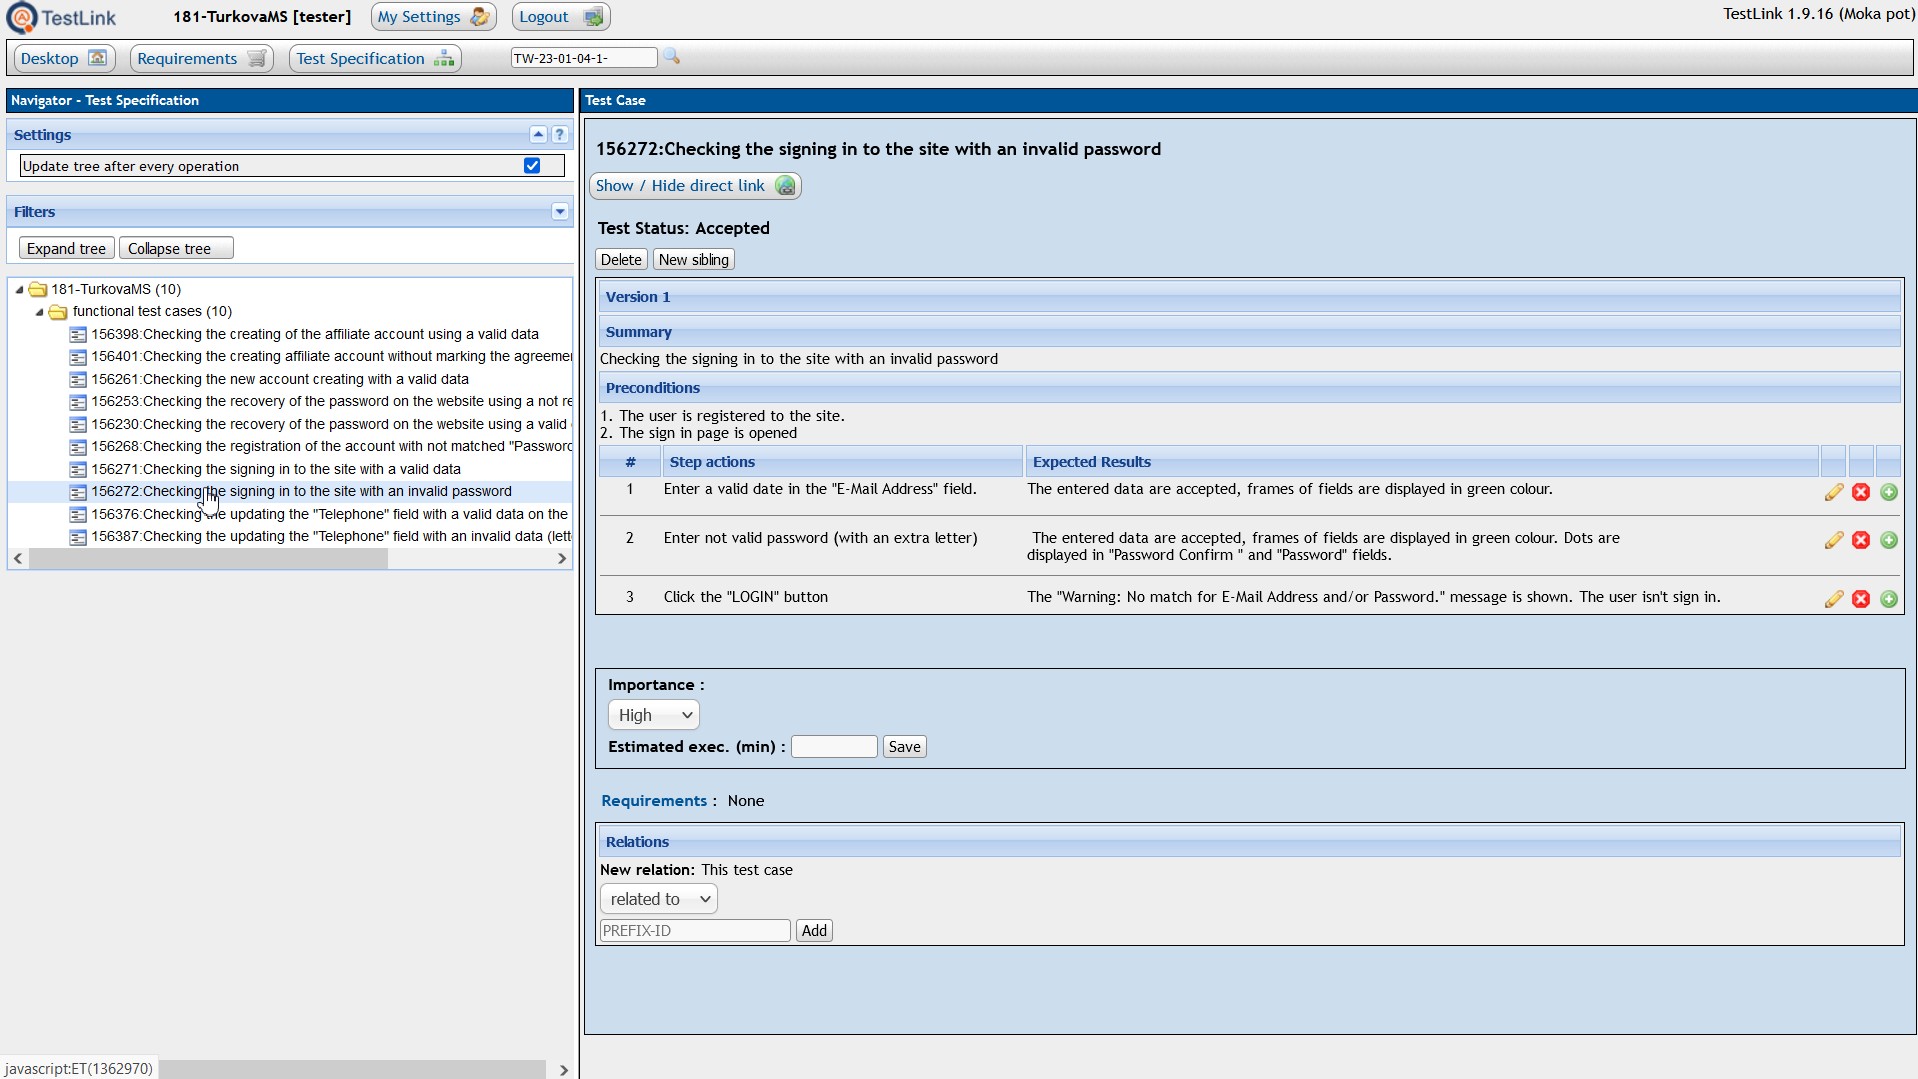 TestLink
181-TurkovaMS [tester]
My Settings
Logout
TestLink 1.9.16 (Moka pot)
Desktop
Requirements
Test Specification
TW-23-01-04-1-
Navigator - Test Specification
Settings
?
Update tree after every operation
Filters
Expand tree
Collapse tree
181-TurkovaMS (10)
functional test cases (10)
156398:Checking the creating of the affiliate account using a valid data
156401:Checking the creating affiliate account without marking the agreemer
156261:Checking the new account creating with a valid data
156253:Checking the recovery of the password on the website using a not re
156230:Checking the recovery of the password on the website using a valid
156268:Checking the registration of the account with not matched "Password
156271:Checking the signing in to the site with a valid data
156272:Checking the signing in to the site with an invalid password
156376:Checking the updating the "Telephone" field with a valid data on the
156387:Checking the updating the "Telephone" field with an invalid data (lett
javascript:ET(1362970)
Test Case
156272:Checking the signing in to the site with an invalid password
Show / Hide direct link
Test Status: Accepted
Delete
New sibling
Version 1
Summary
Checking the signing in to the site with an invalid password
Preconditions
1. The user is registered to the site.
2. The sign in page is opened
# Step actions Expected Results
1 Enter a valid date in the "E-Mail Address" field. The entered data are accepted, frames of fields are displayed in green colour.
2 Enter not valid password (with an extra letter) The entered data are accepted, frames of fields are displayed in green colour. Dots are
displayed in "Password Confirm " and "Password" fields.
3 Click the "LOGIN" button The "Warning: No match for E-Mail Address and/or Password." message is shown. The user isn't sign in.
Importance :
High
Estimated exec. (min) :
Save
Requirements : None
Relations
New relation: This test case
related to
PREFIX-ID
Add